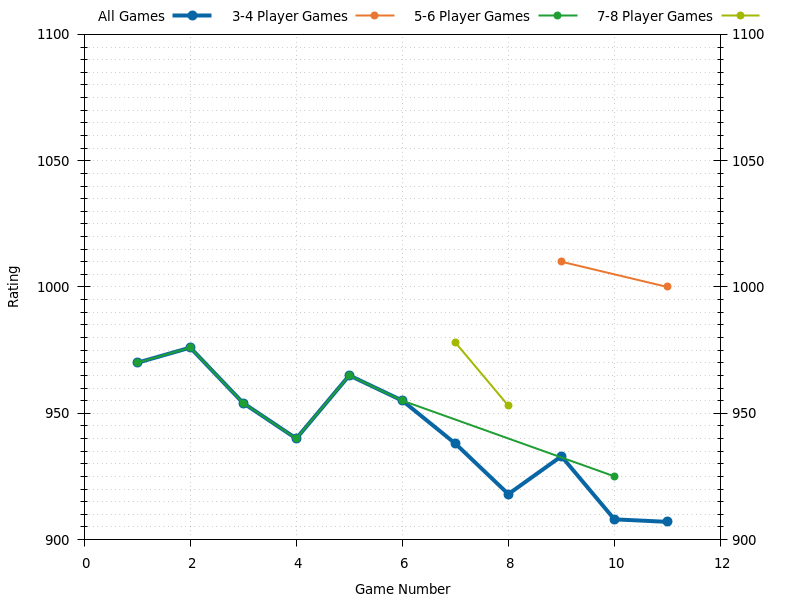 All Games 3-4 Player Games 5-6 Player Games 7-8 Player Games
1100 1100
1050 1050
1000 1000
950 950
900 900
0 2 4 6 8 10 12
Rating
Game Number